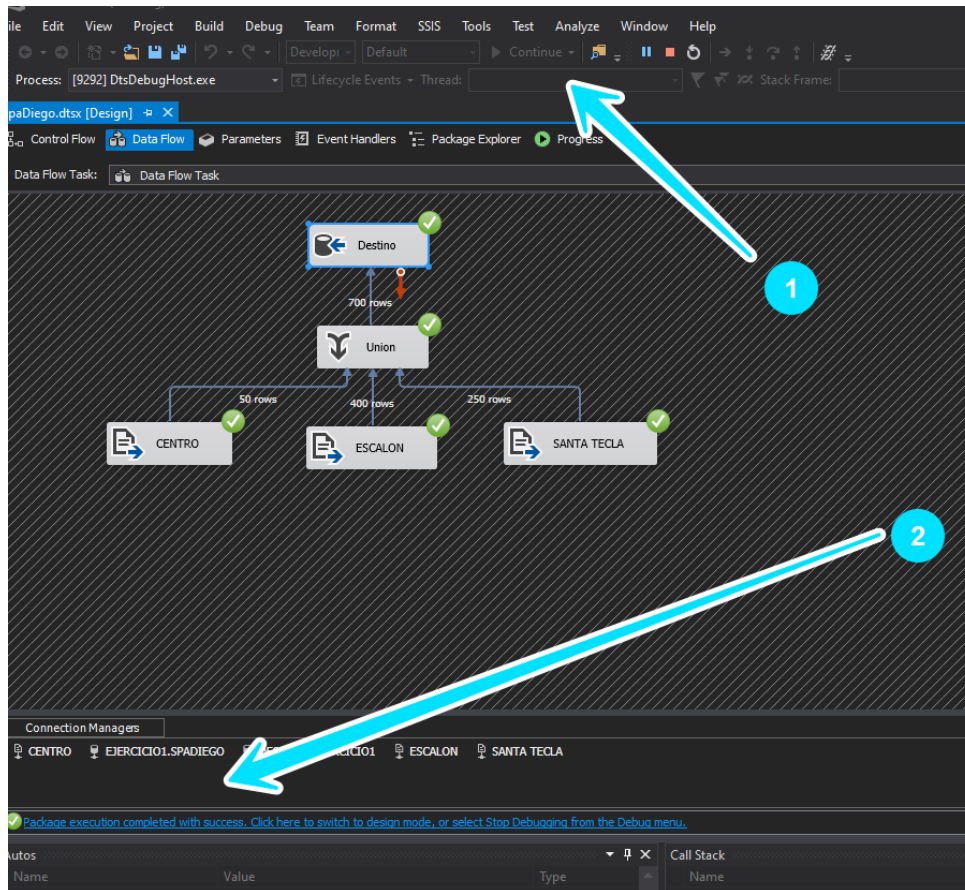 ile Edit View Project Build Debug Team Format SSIS Tools Test Analyze Window Help
Develop Default Continue
Process: [9292] DtsDebugHost.exe Lifecycle Events Thread: Stack Frame:
paDiego.dtsx [Design]
Control Flow Data Flow Parameters Event Handlers Package Explorer Progress
Data Flow Task: Data Flow Task
Destino
1
700 rows
Union
50 rows 400 rows 250 rows
CENTRO ESCALON SANTA TECLA
2
Connection Managers
CENTRO EJERCICIO1.SPADIEGO CICIO1 ESCALON SANTA TECLA
Package execution completed with success. Click here to switch to design mode, or select Stop Debugging from the Debug menu.
Autos Call Stack
Name Value Type Name